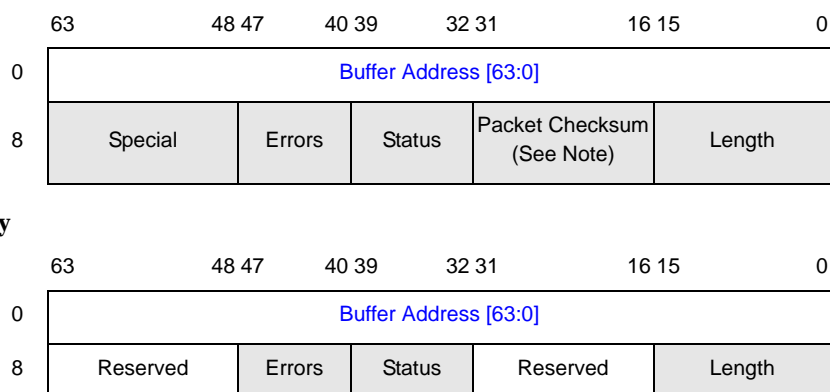 63 48 47 40 39 32 31 16 15 0
0 Buffer Address [63:0]
8 Special Errors Status Packet Checksum (See Note) Length
y
63 48 47 40 39 32 31 16 15 0
0 Buffer Address [63:0]
8 Reserved Errors Status Reserved Length